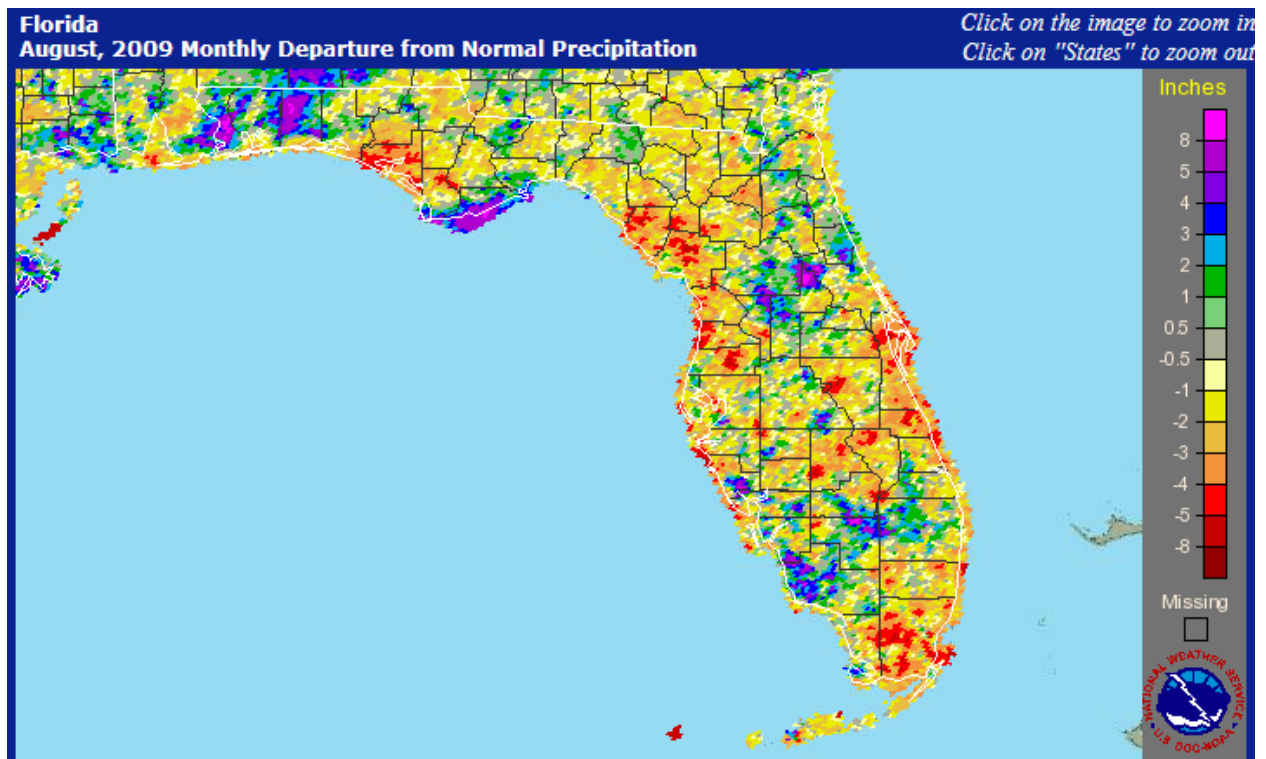 Florida
August, 2009 Monthly Departure from Normal Precipitation
Click on the image to zoom in
Click on "States" to zoom out
Inches
8
5
4
3
2
1
0.5
-0.5
-1
-2
-3
-4
-5
-8
Missing
NATIONAL WEATHER SERVICE
U.S DOC-NOAA